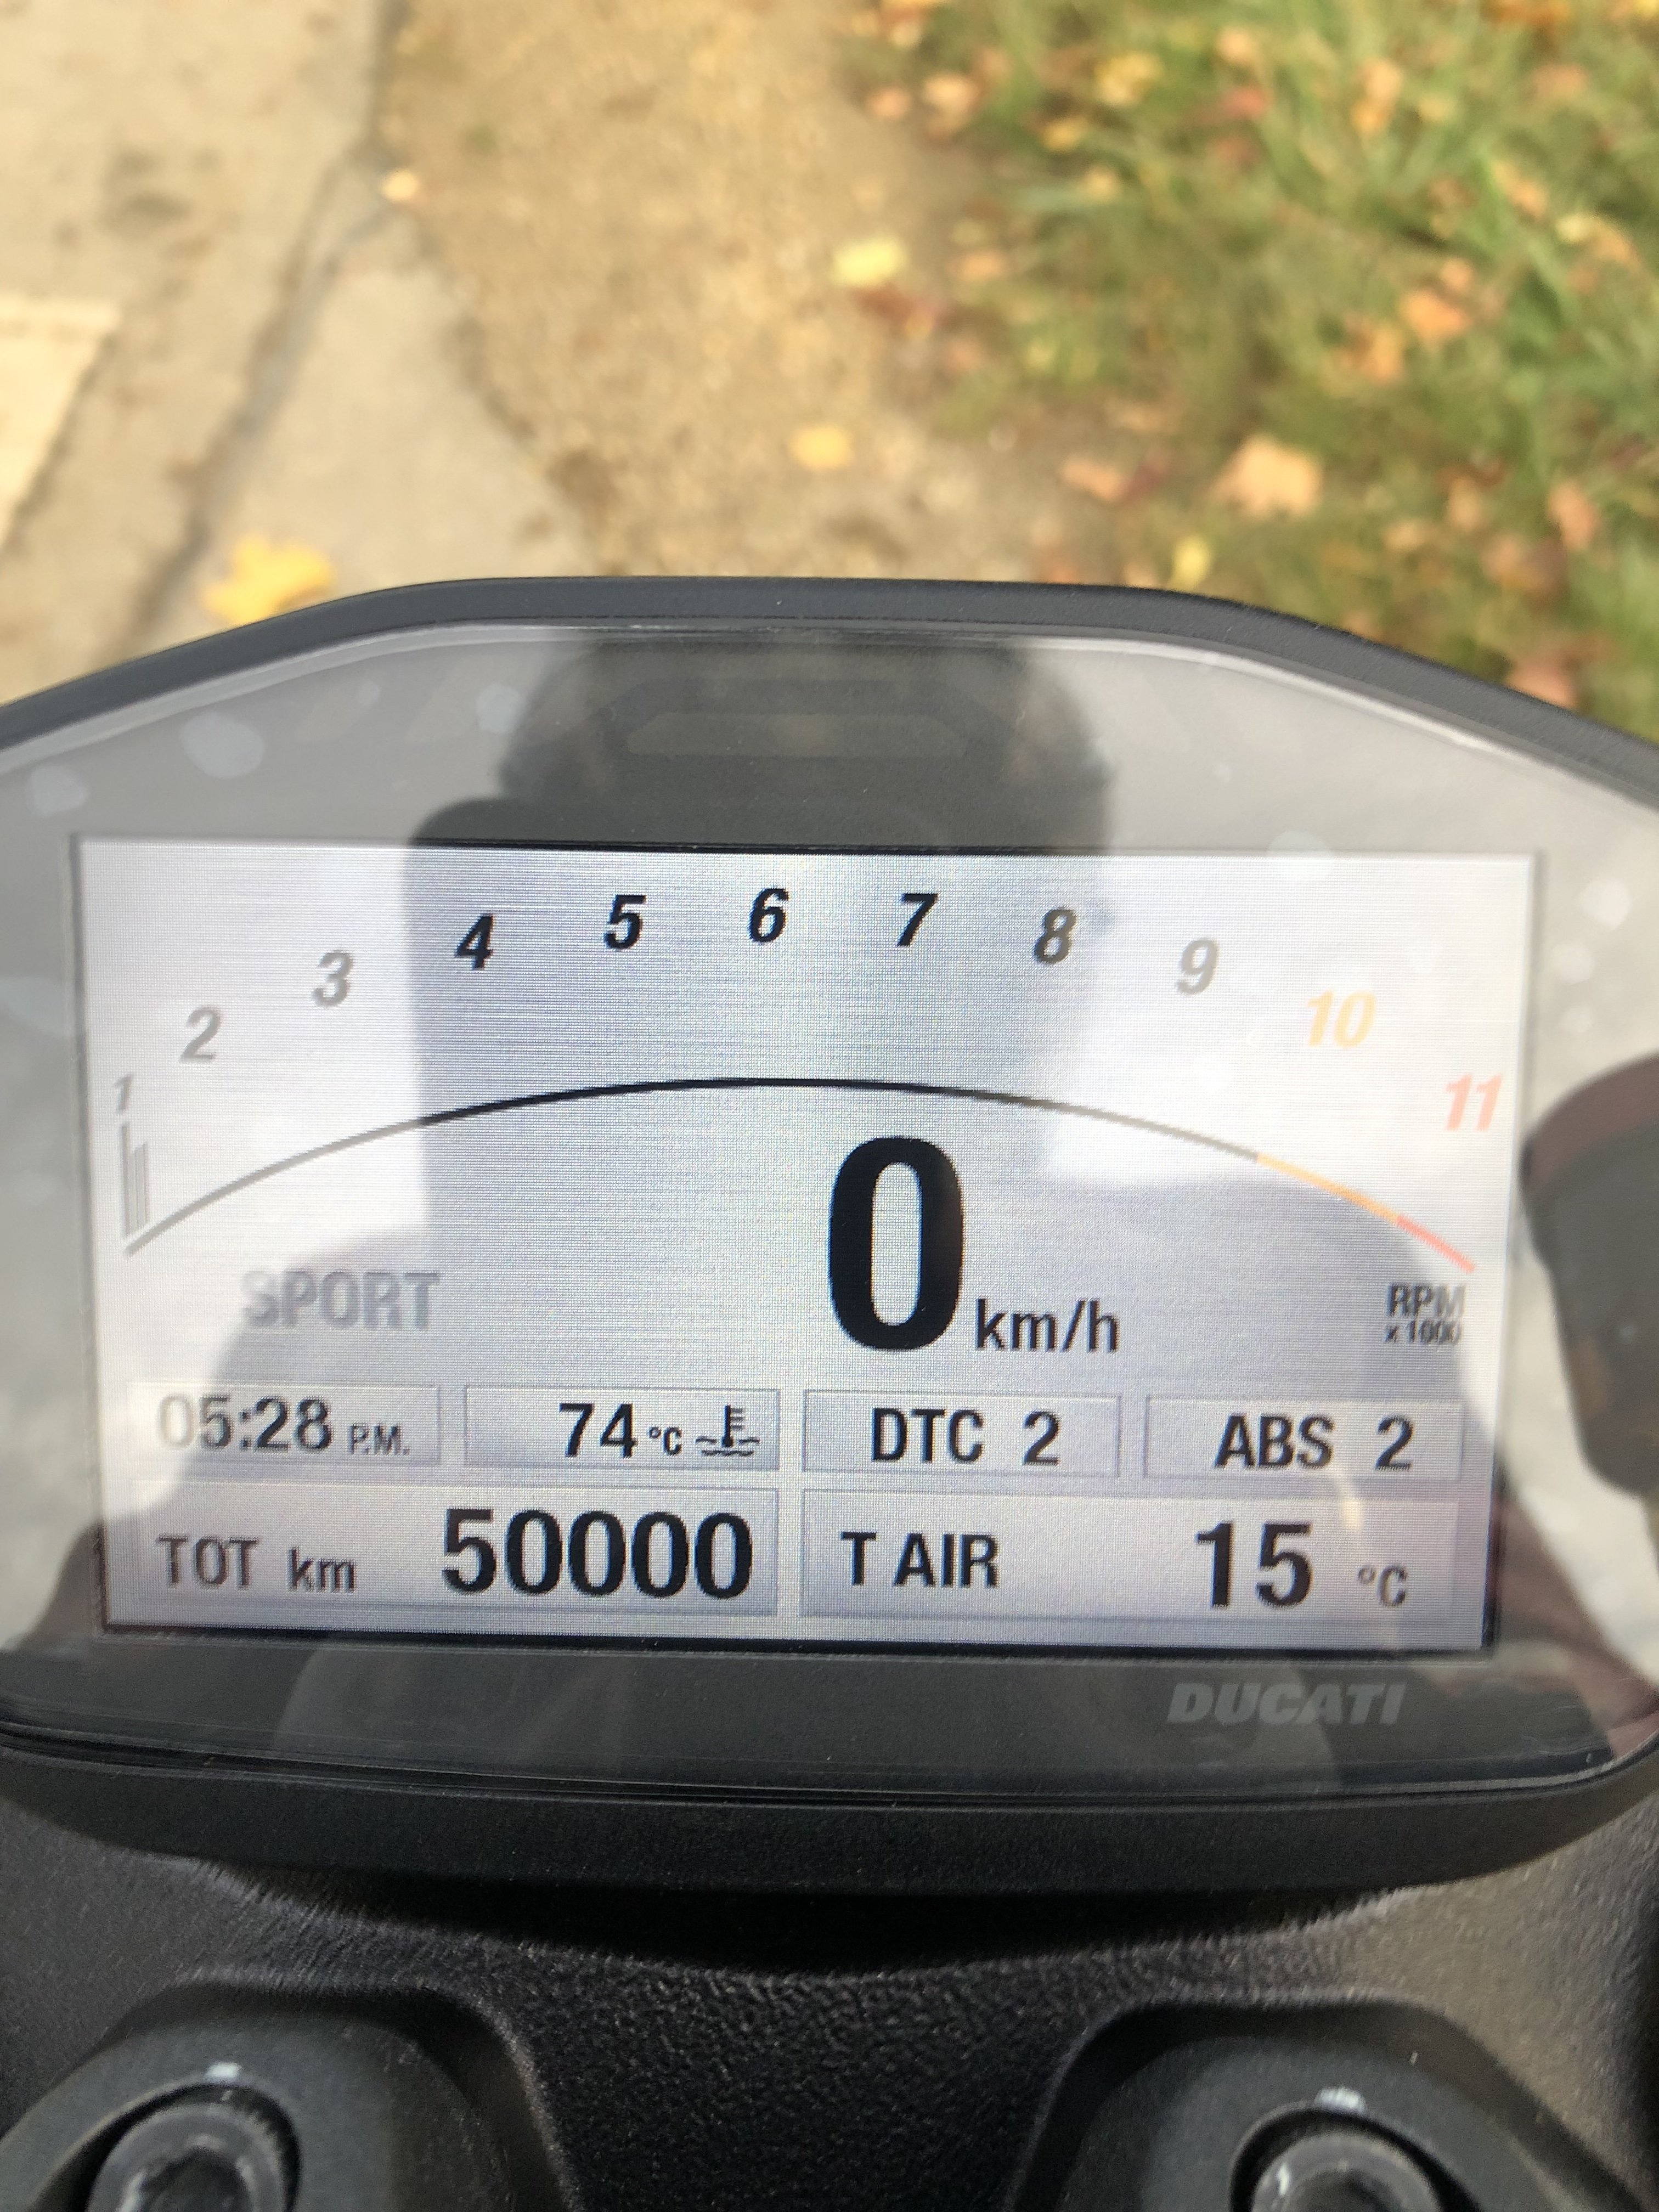 1 2 3 4 5 6 7 8 9 10 11
0 km/h
SPORT
RPM
x 1000
05:28 P.M. 74 °C DTC 2 ABS 2
TOT km 50000 T AIR 15 °C
DUCATI